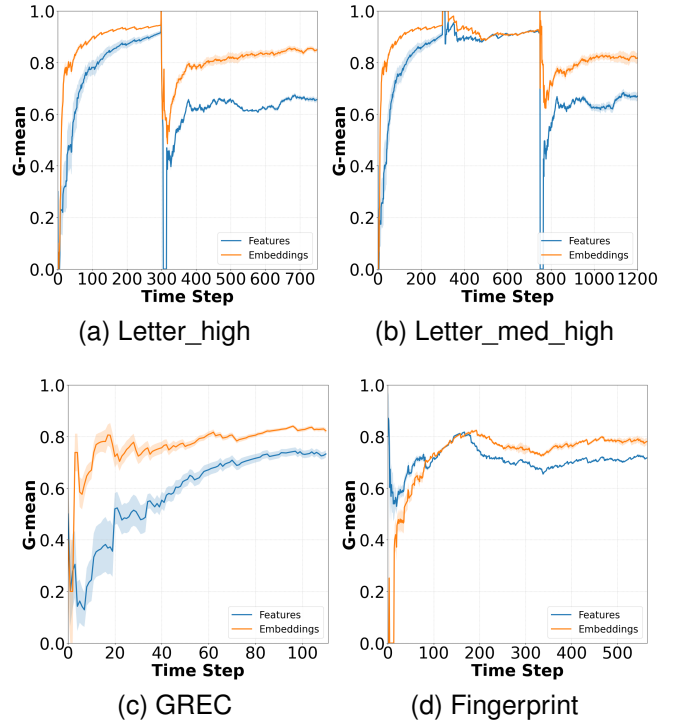 G-mean
1.0
0.8
0.6
0.4
0.2
0.0
0 100 200 300 400 500 600 700
Features
Embeddings
Time Step
(a) Letter_high
G-mean
1.0
0.8
0.6
0.4
0.2
0.0
0 200 400 600 800 1000 1200
Features
Embeddings
Time Step
(b) Letter_med_high
G-mean
1.0
0.8
0.6
0.4
0.2
0.0
0 20 40 60 80 100
Features
Embeddings
Time Step
(c) GREC
G-mean
1.0
0.8
0.6
0.4
0.2
0.0
0 100 200 300 400 500
Features
Embeddings
Time Step
(d) Fingerprint